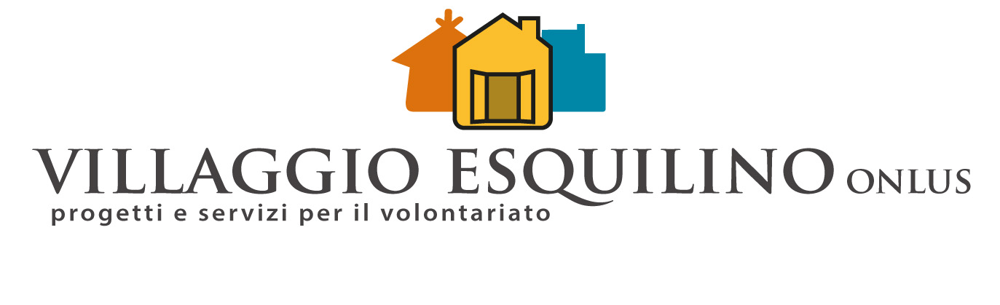 VILLAGGIO ESQUILINO ONLUS
progetti e servizi per il volontariato